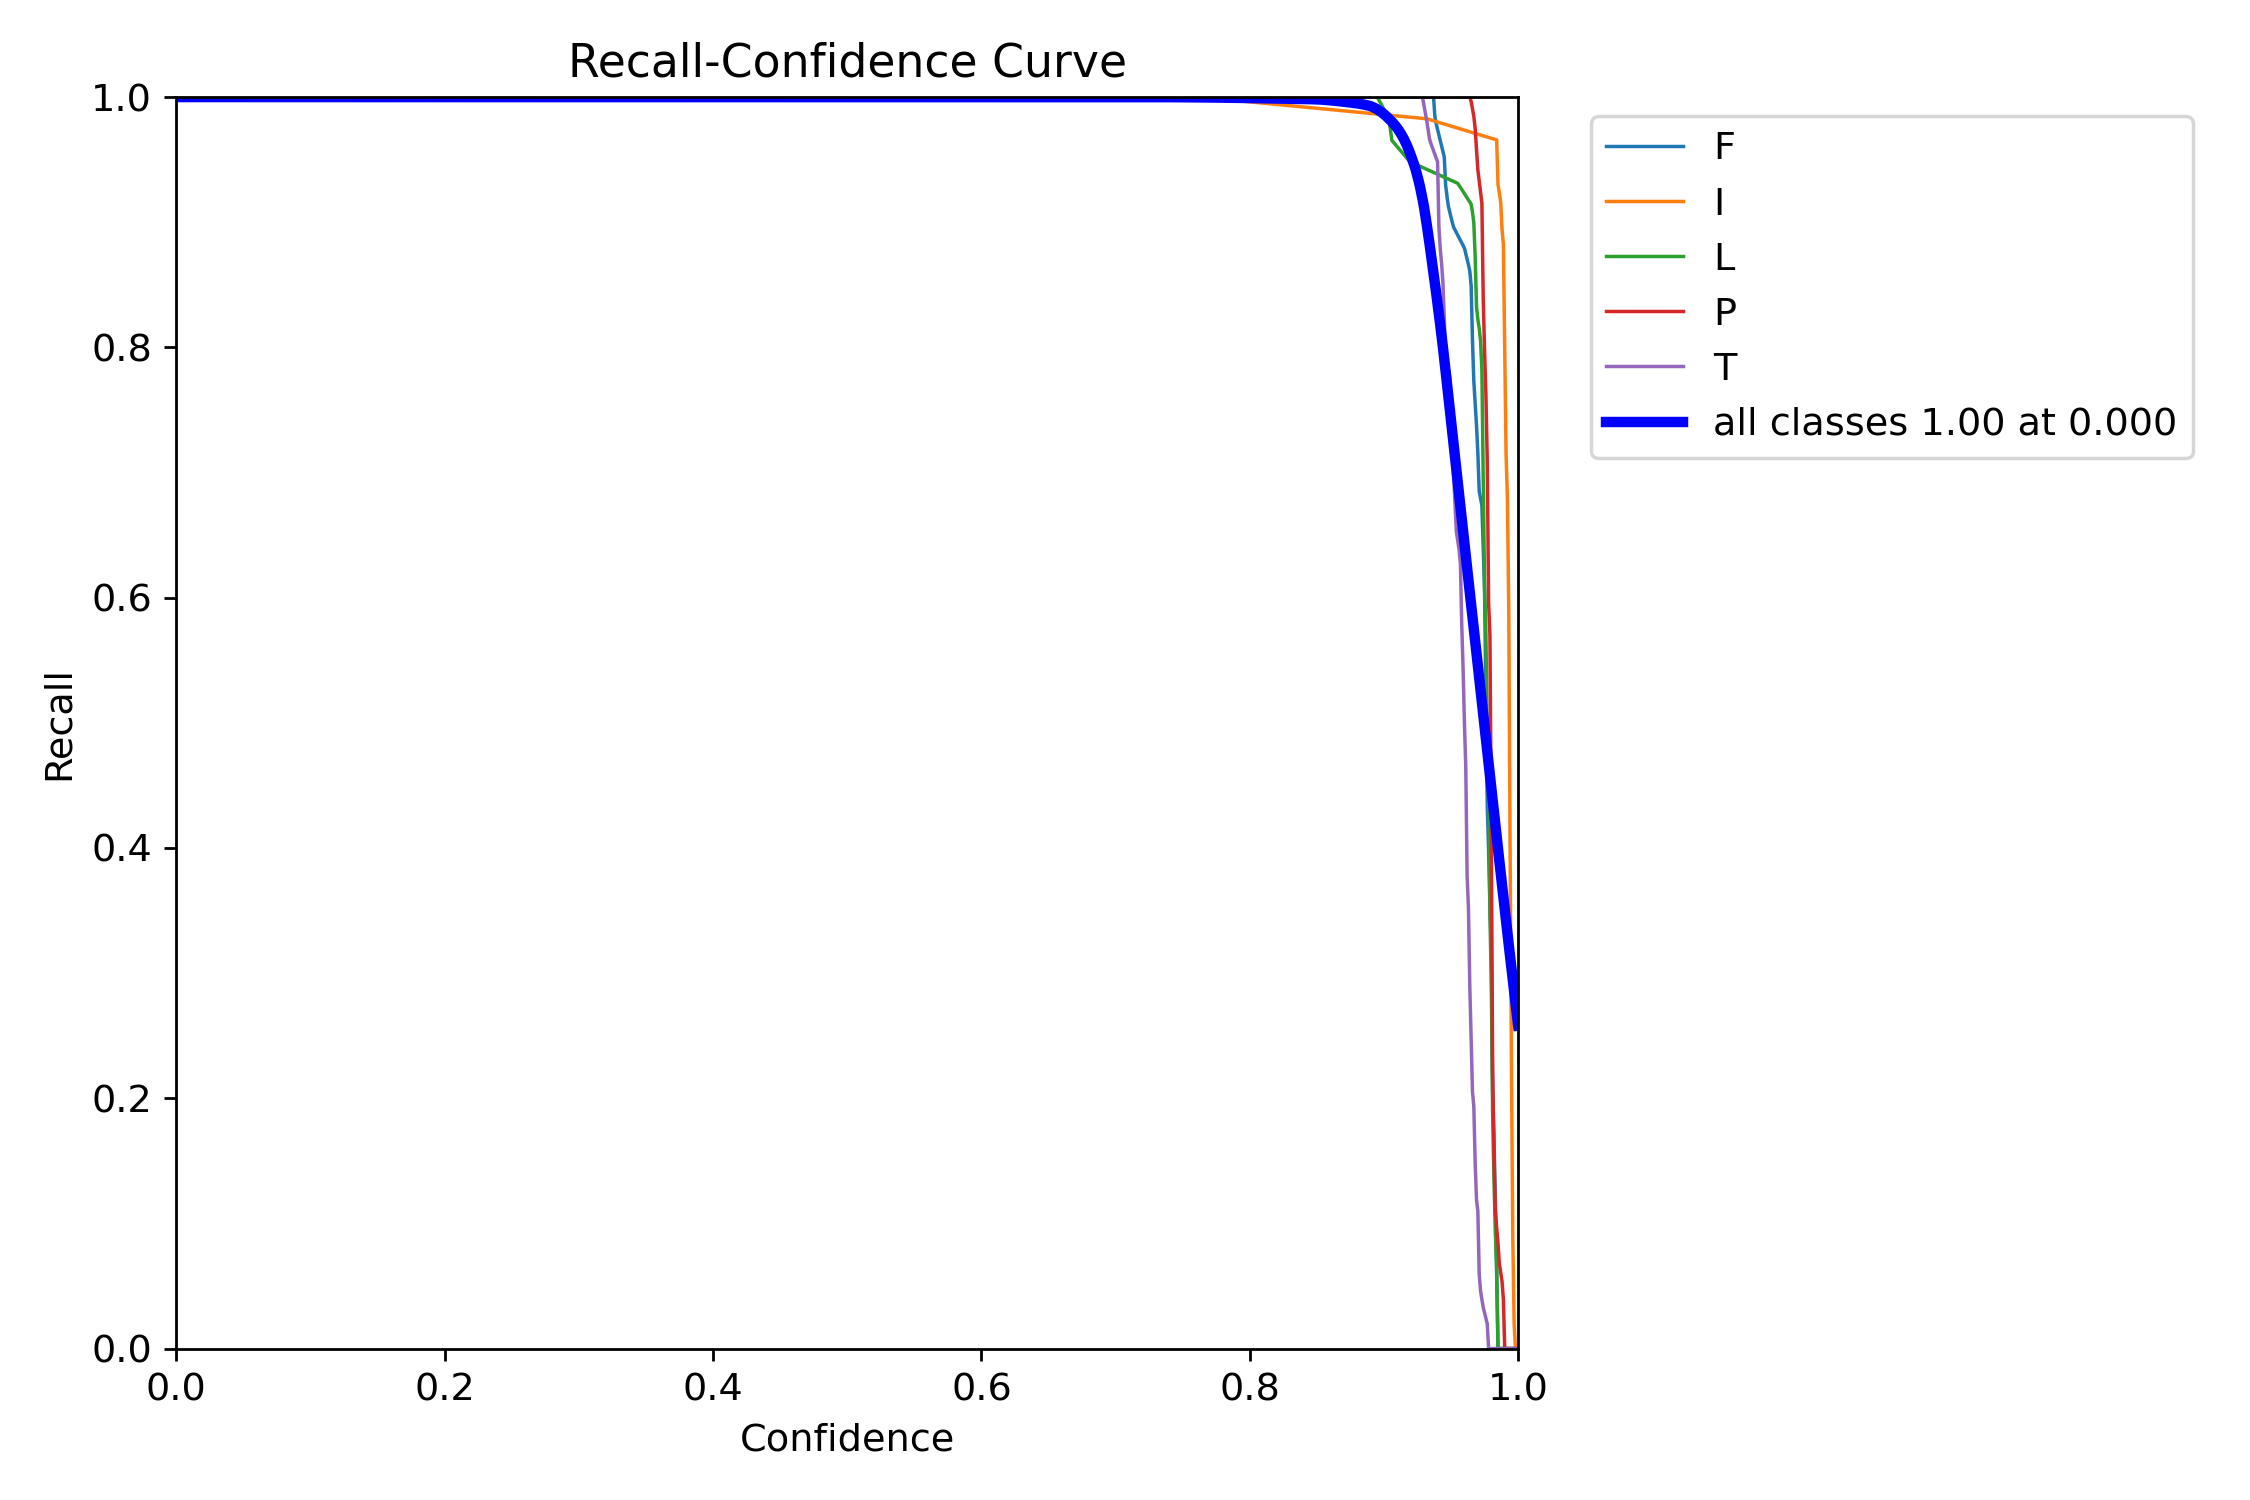 Recall-Confidence Curve
1.0
0.8
0.6
0.4
0.2
0.0
Recall
0.0 0.2 0.4 0.6 0.8 1.0
Confidence
F
I
L
P
T
all classes 1.00 at 0.000